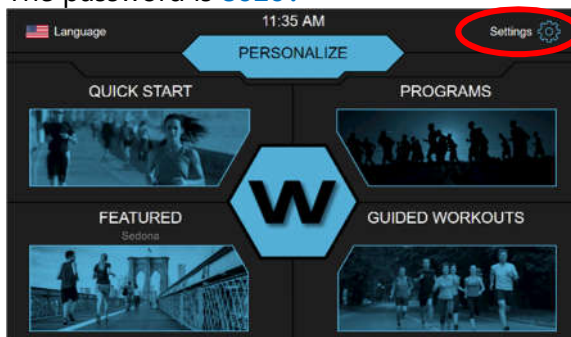 The password is
Language
11:35 AM
Settings
PERSONALIZE
QUICK START
PROGRAMS
W
FEATURED
Sedona
GUIDED WORKOUTS